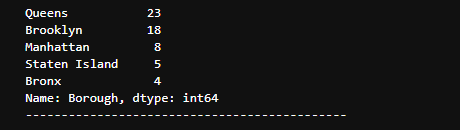 Queens 23
Brooklyn 18
Manhattan 8
Staten Island 5
Bronx 4
Name: Borough, dtype: int64
---------------------------------------------